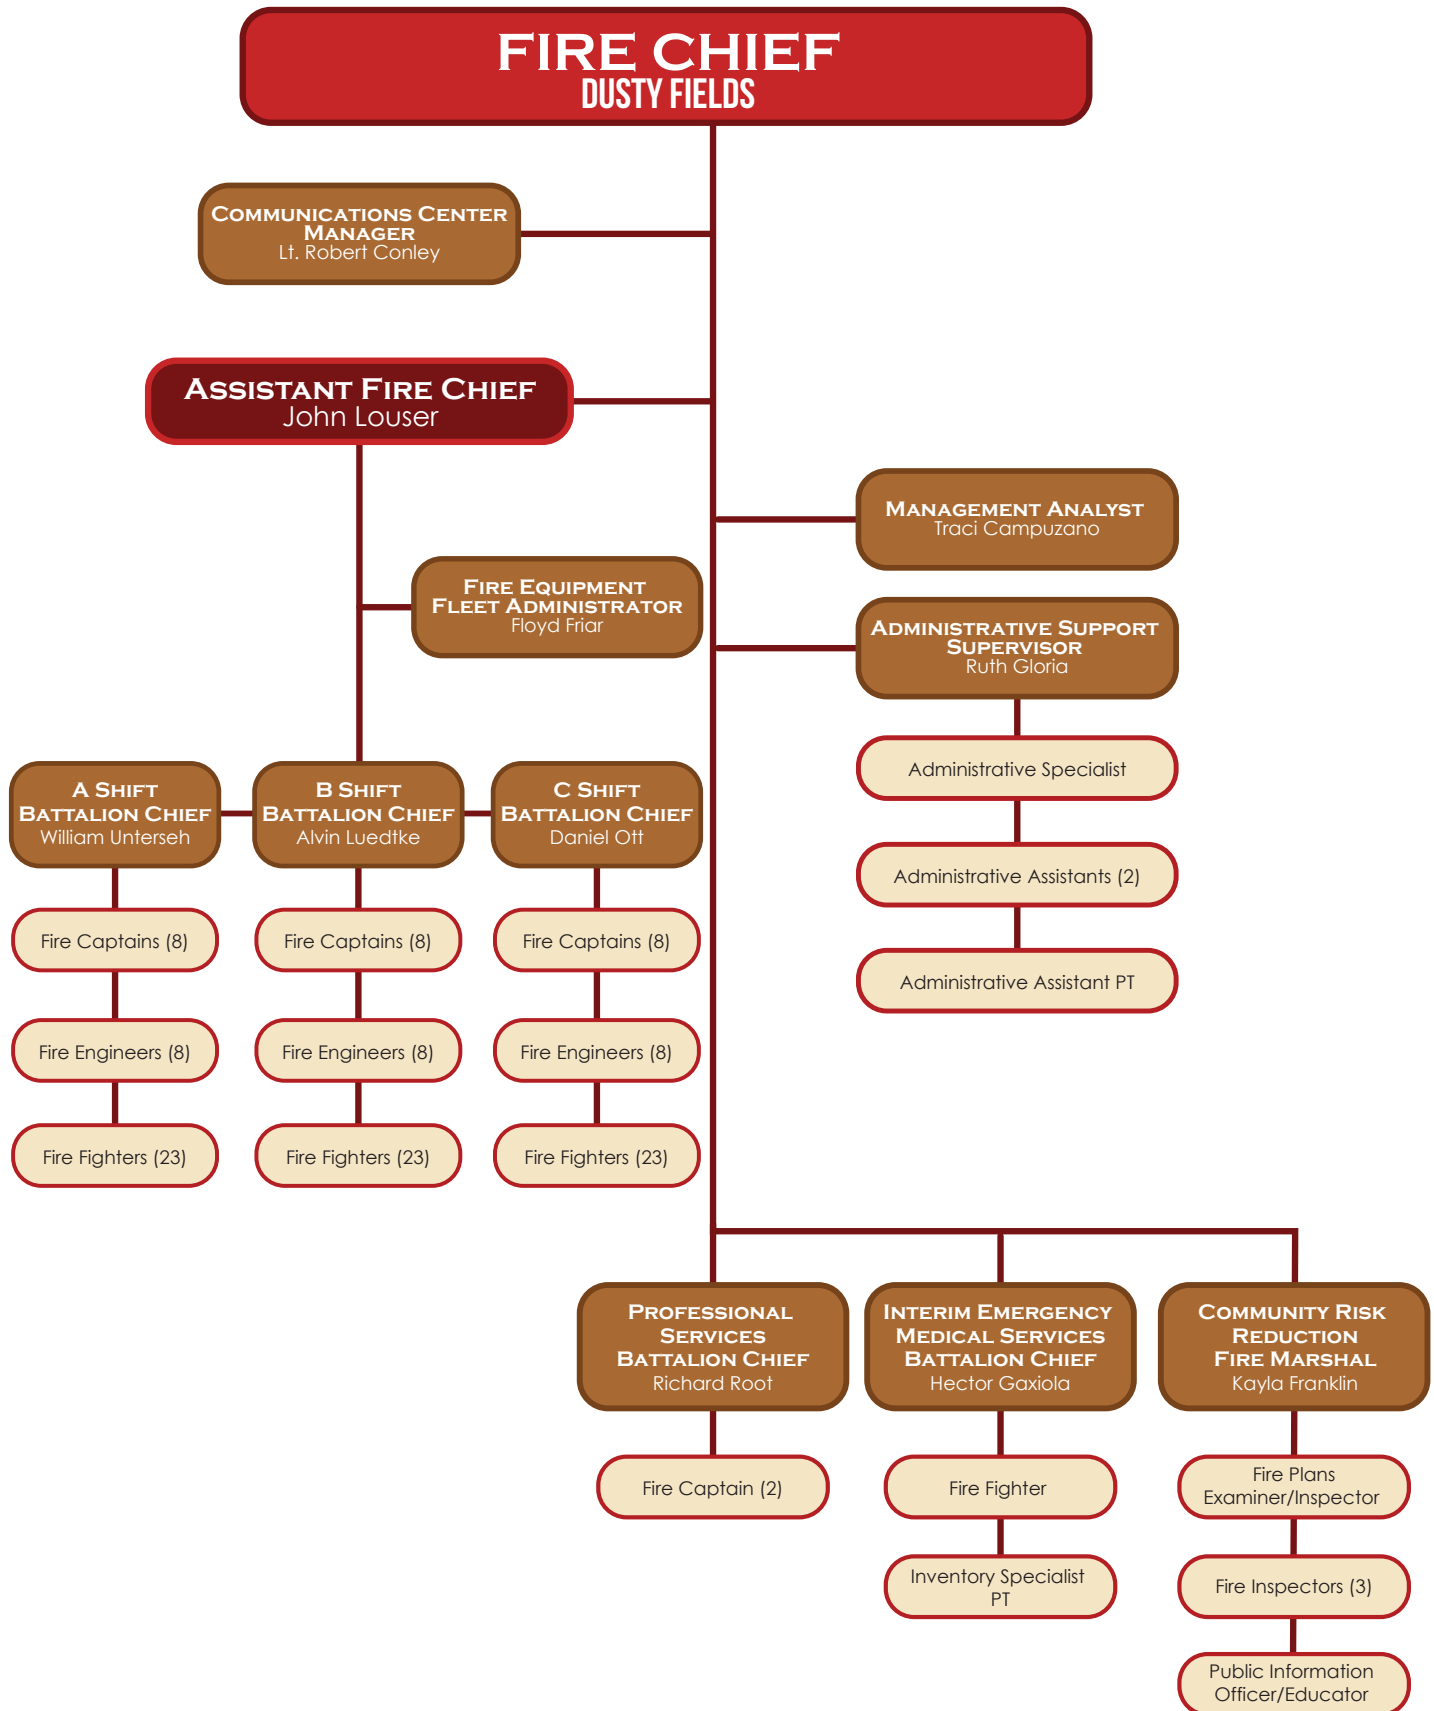 FIRE CHIEF
DUSTY FIELDS
COMMUNICATIONS CENTER
MANAGER
Lt. Robert Conley
ASSISTANT FIRE CHIEF
John Louser
MANAGEMENT ANALYST
Traci Campuzano
FIRE EQUIPMENT
FLEET ADMINISTRATOR
Floyd Friar
ADMINISTRATIVE SUPPORT
SUPERVISOR
Ruth Gloria
Administrative Specialist
Administrative Assistants (2)
Administrative Assistant PT
A SHIFT
BATTALION CHIEF
William Unterseh
Fire Captains (8)
Fire Engineers (8)
Fire Fighters (23)
B SHIFT
BATTALION CHIEF
Alvin Luedtke
Fire Captains (8)
Fire Engineers (8)
Fire Fighters (23)
C SHIFT
BATTALION CHIEF
Daniel Ott
Fire Captains (8)
Fire Engineers (8)
Fire Fighters (23)
PROFESSIONAL
SERVICES
BATTALION CHIEF
Richard Root
Fire Captain (2)
INTERIM EMERGENCY
MEDICAL SERVICES
BATTALION CHIEF
Hector Gaxiola
Fire Fighter
Inventory Specialist
PT
COMMUNITY RISK
REDUCTION
FIRE MARSHAL
Kayla Franklin
Fire Plans
Examiner/Inspector
Fire Inspectors (3)
Public Information
Officer/Educator